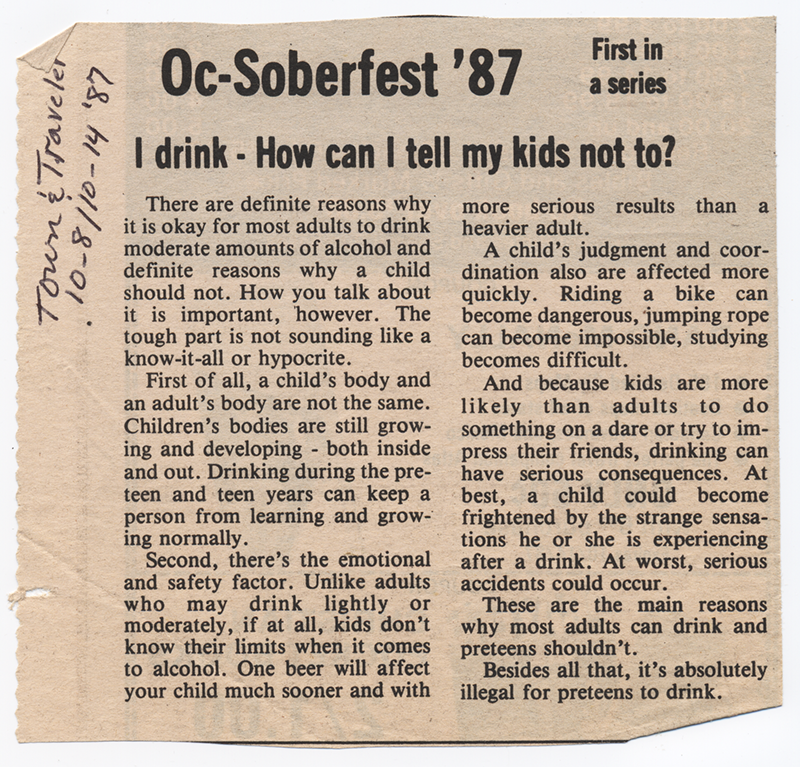 Oc-Soberfest '87
First in
a series
I drink - How can I tell my kids not to?
Town & Traveler
10-8/10-14 '87
There are definite reasons why
it is okay for most adults to drink
moderate amounts of alcohol and
definite reasons why a child
should not. How you talk about
it is important, however. The
tough part is not sounding like a
know-it-all or hypocrite.
First of all, a child's body and
an adult's body are not the same.
Children's bodies are still grow-
ing and developing - both inside
and out. Drinking during the pre-
teen and teen years can keep a
person from learning and grow-
ing normally.
Second, there's the emotional
and safety factor. Unlike adults
who may drink lightly or
moderately, if at all, kids don't
know their limits when it comes
to alcohol. One beer will affect
your child much sooner and with
more serious results than a
heavier adult.
A child's judgment and coor-
dination also are affected more
quickly. Riding a bike can
become dangerous, jumping rope
can become impossible, studying
becomes difficult.
And because kids are more
likely than adults to do
something on a dare or try to im-
press their friends, drinking can
have serious consequences. At
best, a child could become
frightened by the strange sensa-
tions he or she is experiencing
after a drink. At worst, serious
accidents could occur.
These are the main reasons
why most adults can drink and
preteens shouldn't.
Besides all that, it's absolutely
illegal for preteens to drink.